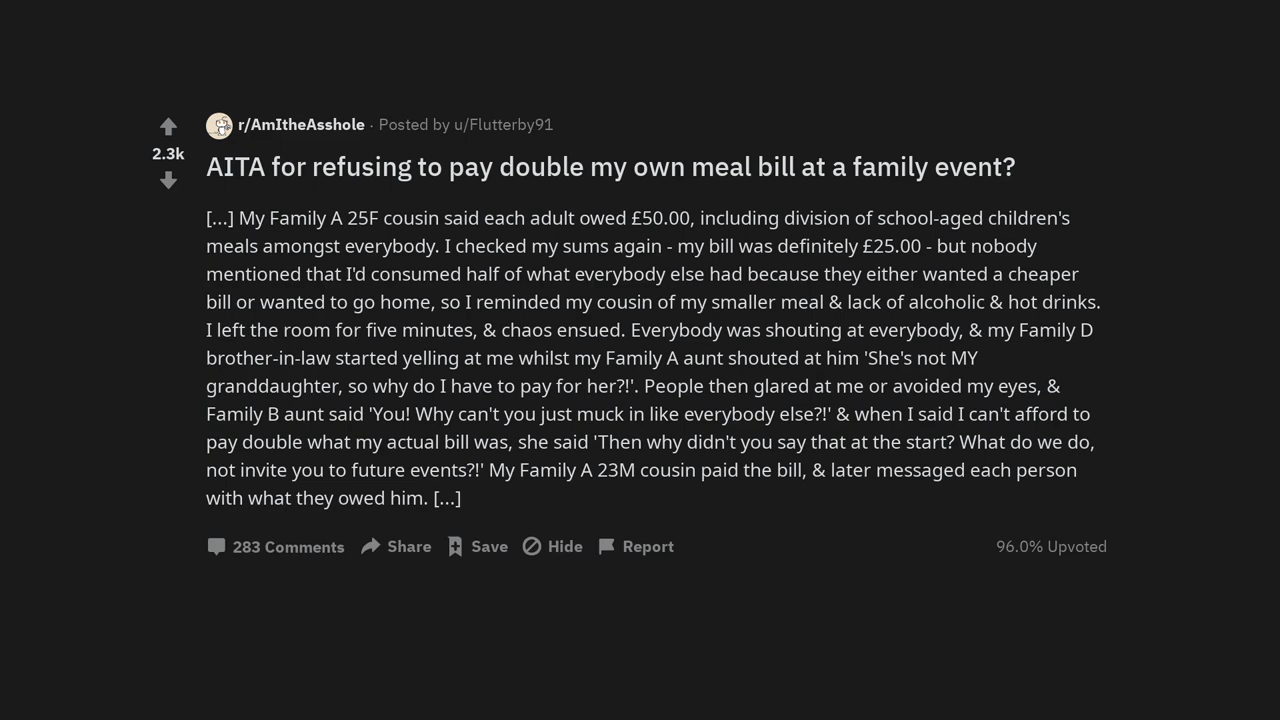 r/AmItheAsshole · Posted by u/Flutterby91
2.3k
AITA for refusing to pay double my own meal bill at a family event?
[...] My Family A 25F cousin said each adult owed £50.00, including division of school-aged children's
meals amongst everybody. I checked my sums again - my bill was definitely £25.00 - but nobody
mentioned that I'd consumed half of what everybody else had because they either wanted a cheaper
bill or wanted to go home, so I reminded my cousin of my smaller meal & lack of alcoholic & hot drinks.
I left the room for five minutes, & chaos ensued. Everybody was shouting at everybody, & my Family D
brother-in-law started yelling at me whilst my Family A aunt shouted at him 'She's not MY
granddaughter, so why do I have to pay for her?!'. People then glared at me or avoided my eyes, &
Family B aunt said 'You! Why can't you just muck in like everybody else?!' & when I said I can't afford to
pay double what my actual bill was, she said 'Then why didn't you say that at the start? What do we do,
not invite you to future events?!' My Family A 23M cousin paid the bill, & later messaged each person
with what they owed him. [...]
283 Comments Share Save Hide Report 96.0% Upvoted